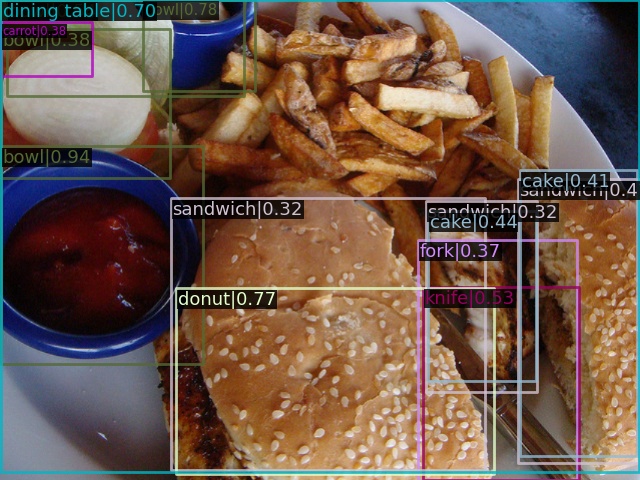 dining table|0.70
bowl|0.78
carrot|0.38
bowl|0.38
bowl|0.94
cake|0.41
sandwich|0.4
sandwich|0.32
sandwich|0.32
cake|0.44
fork|0.37
donut|0.77
knife|0.53